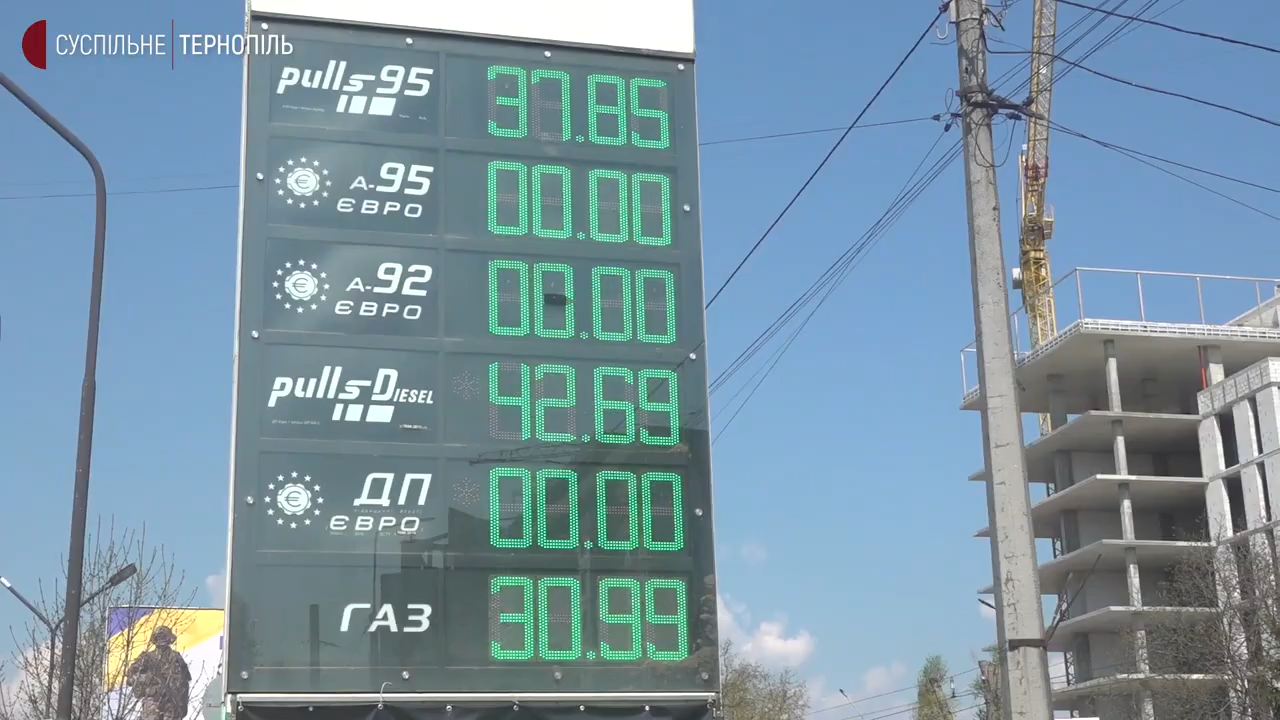 СУСПІЛЬНЕ ТЕРНОПІЛЬ
pulls 95 37.85
А-95 ЄВРО 00.00
А-92 ЄВРО 00.00
pulls Diesel 42.69
ДП ЄВРО 00.00
ГАЗ 30.99